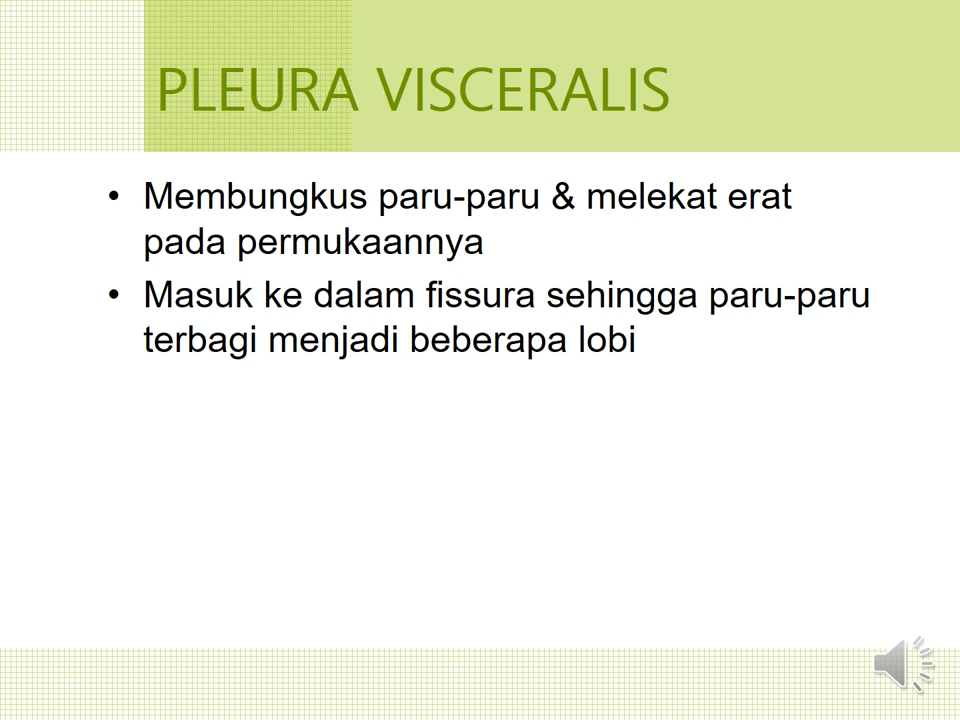 PLEURA VISCERALIS
• Membungkus paru-paru & melekat erat
pada permukaannya
• Masuk ke dalam fissura sehingga paru-paru
terbagi menjadi beberapa lobi